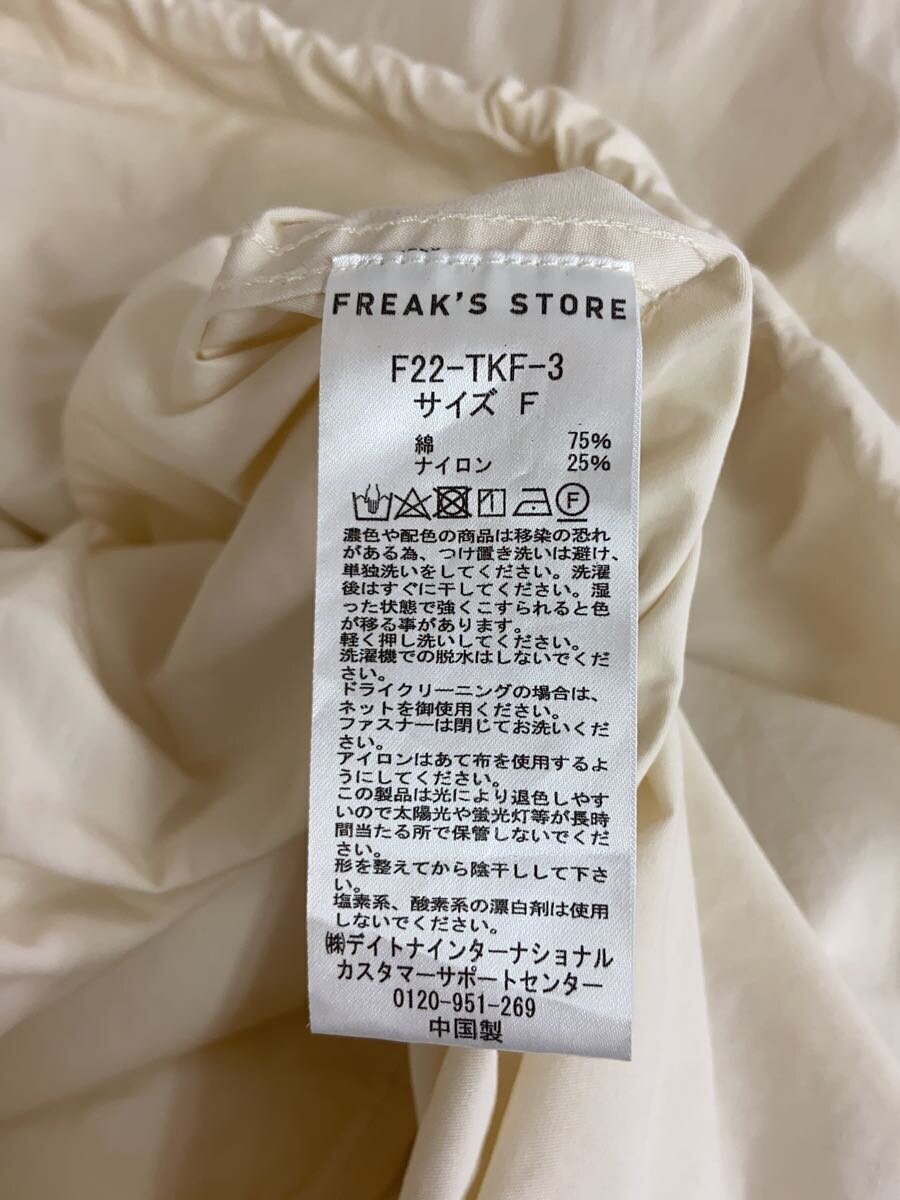 FREAK'S STORE
F22-TKF-3
サイズ F
綿 75%
ナイロン 25%
F
濃色や配色の商品は移染の恐れ
がある為、つけ置き洗いは避け、
単独洗いをしてください。洗濯
後はすぐに干してください。湿
った状態で強くこすられると色
が移る事があります。
軽く押し洗いしてください。
洗濯機での脱水はしないでくだ
さい。
ドライクリーニングの場合は、
ネットを御使用ください。
ファスナーは閉じてお洗いくだ
さい。
アイロンはあて布を使用するよ
うにしてください。
この製品は光により退色しやす
いので太陽光や蛍光灯等が長時
間当たる所で保管しないでくだ
さい。
形を整えてから陰干しして下さ
い。
塩素系、酸素系の漂白剤は使用
しないでください。
㈱デイトナインターナショナル
カスタマーサポートセンター
0120-951-269
中国製